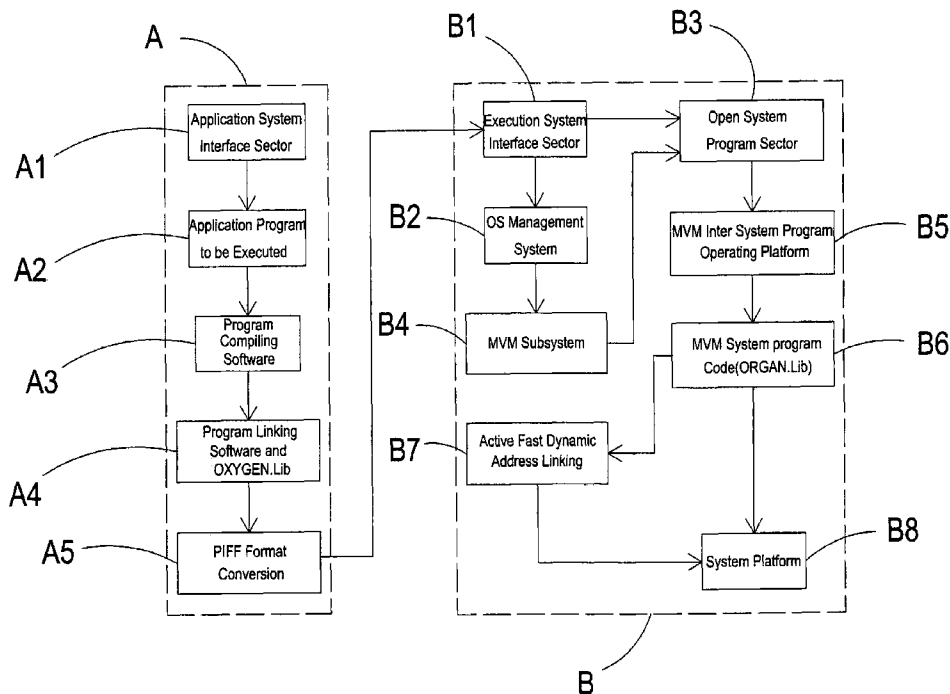 A
A1
Application System
Interface Sector
A2
Application Program
to be Executed
A3
Program
Compiling
Software
A4
Program Linking
Software and
OXYGEN.Lib
A5
PIFF Format
Conversion
B1
Execution System
Interface Sector
B3
Open System
Program Sector
B2
OS Management
System
B5
MVM Inter System Program
Operating Platform
B4
MVM Subsystem
B6
MVM System program
Code(ORGAN.Lib)
B7
Active Fast Dynamic
Address Linking
B8
System Platform
B